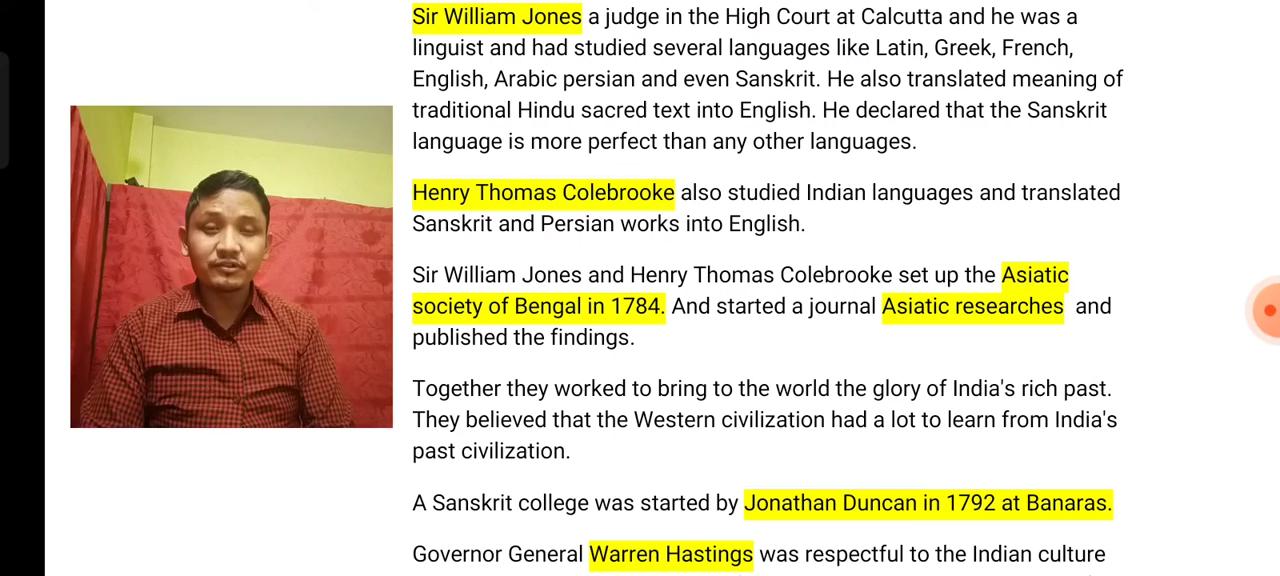 Sir William Jones a judge in the High Court at Calcutta and he was a
linguist and had studied several languages like Latin, Greek, French,
English, Arabic persian and even Sanskrit. He also translated meaning of
traditional Hindu sacred text into English. He declared that the Sanskrit
language is more perfect than any other languages.
Henry Thomas Colebrooke also studied Indian languages and translated
Sanskrit and Persian works into English.
Sir William Jones and Henry Thomas Colebrooke set up the Asiatic
society of Bengal in 1784. And started a journal Asiatic researches and
published the findings.
Together they worked to bring to the world the glory of India's rich past.
They believed that the Western civilization had a lot to learn from India's
past civilization.
A Sanskrit college was started by Jonathan Duncan in 1792 at Banaras.
Governor General Warren Hastings was respectful to the Indian culture